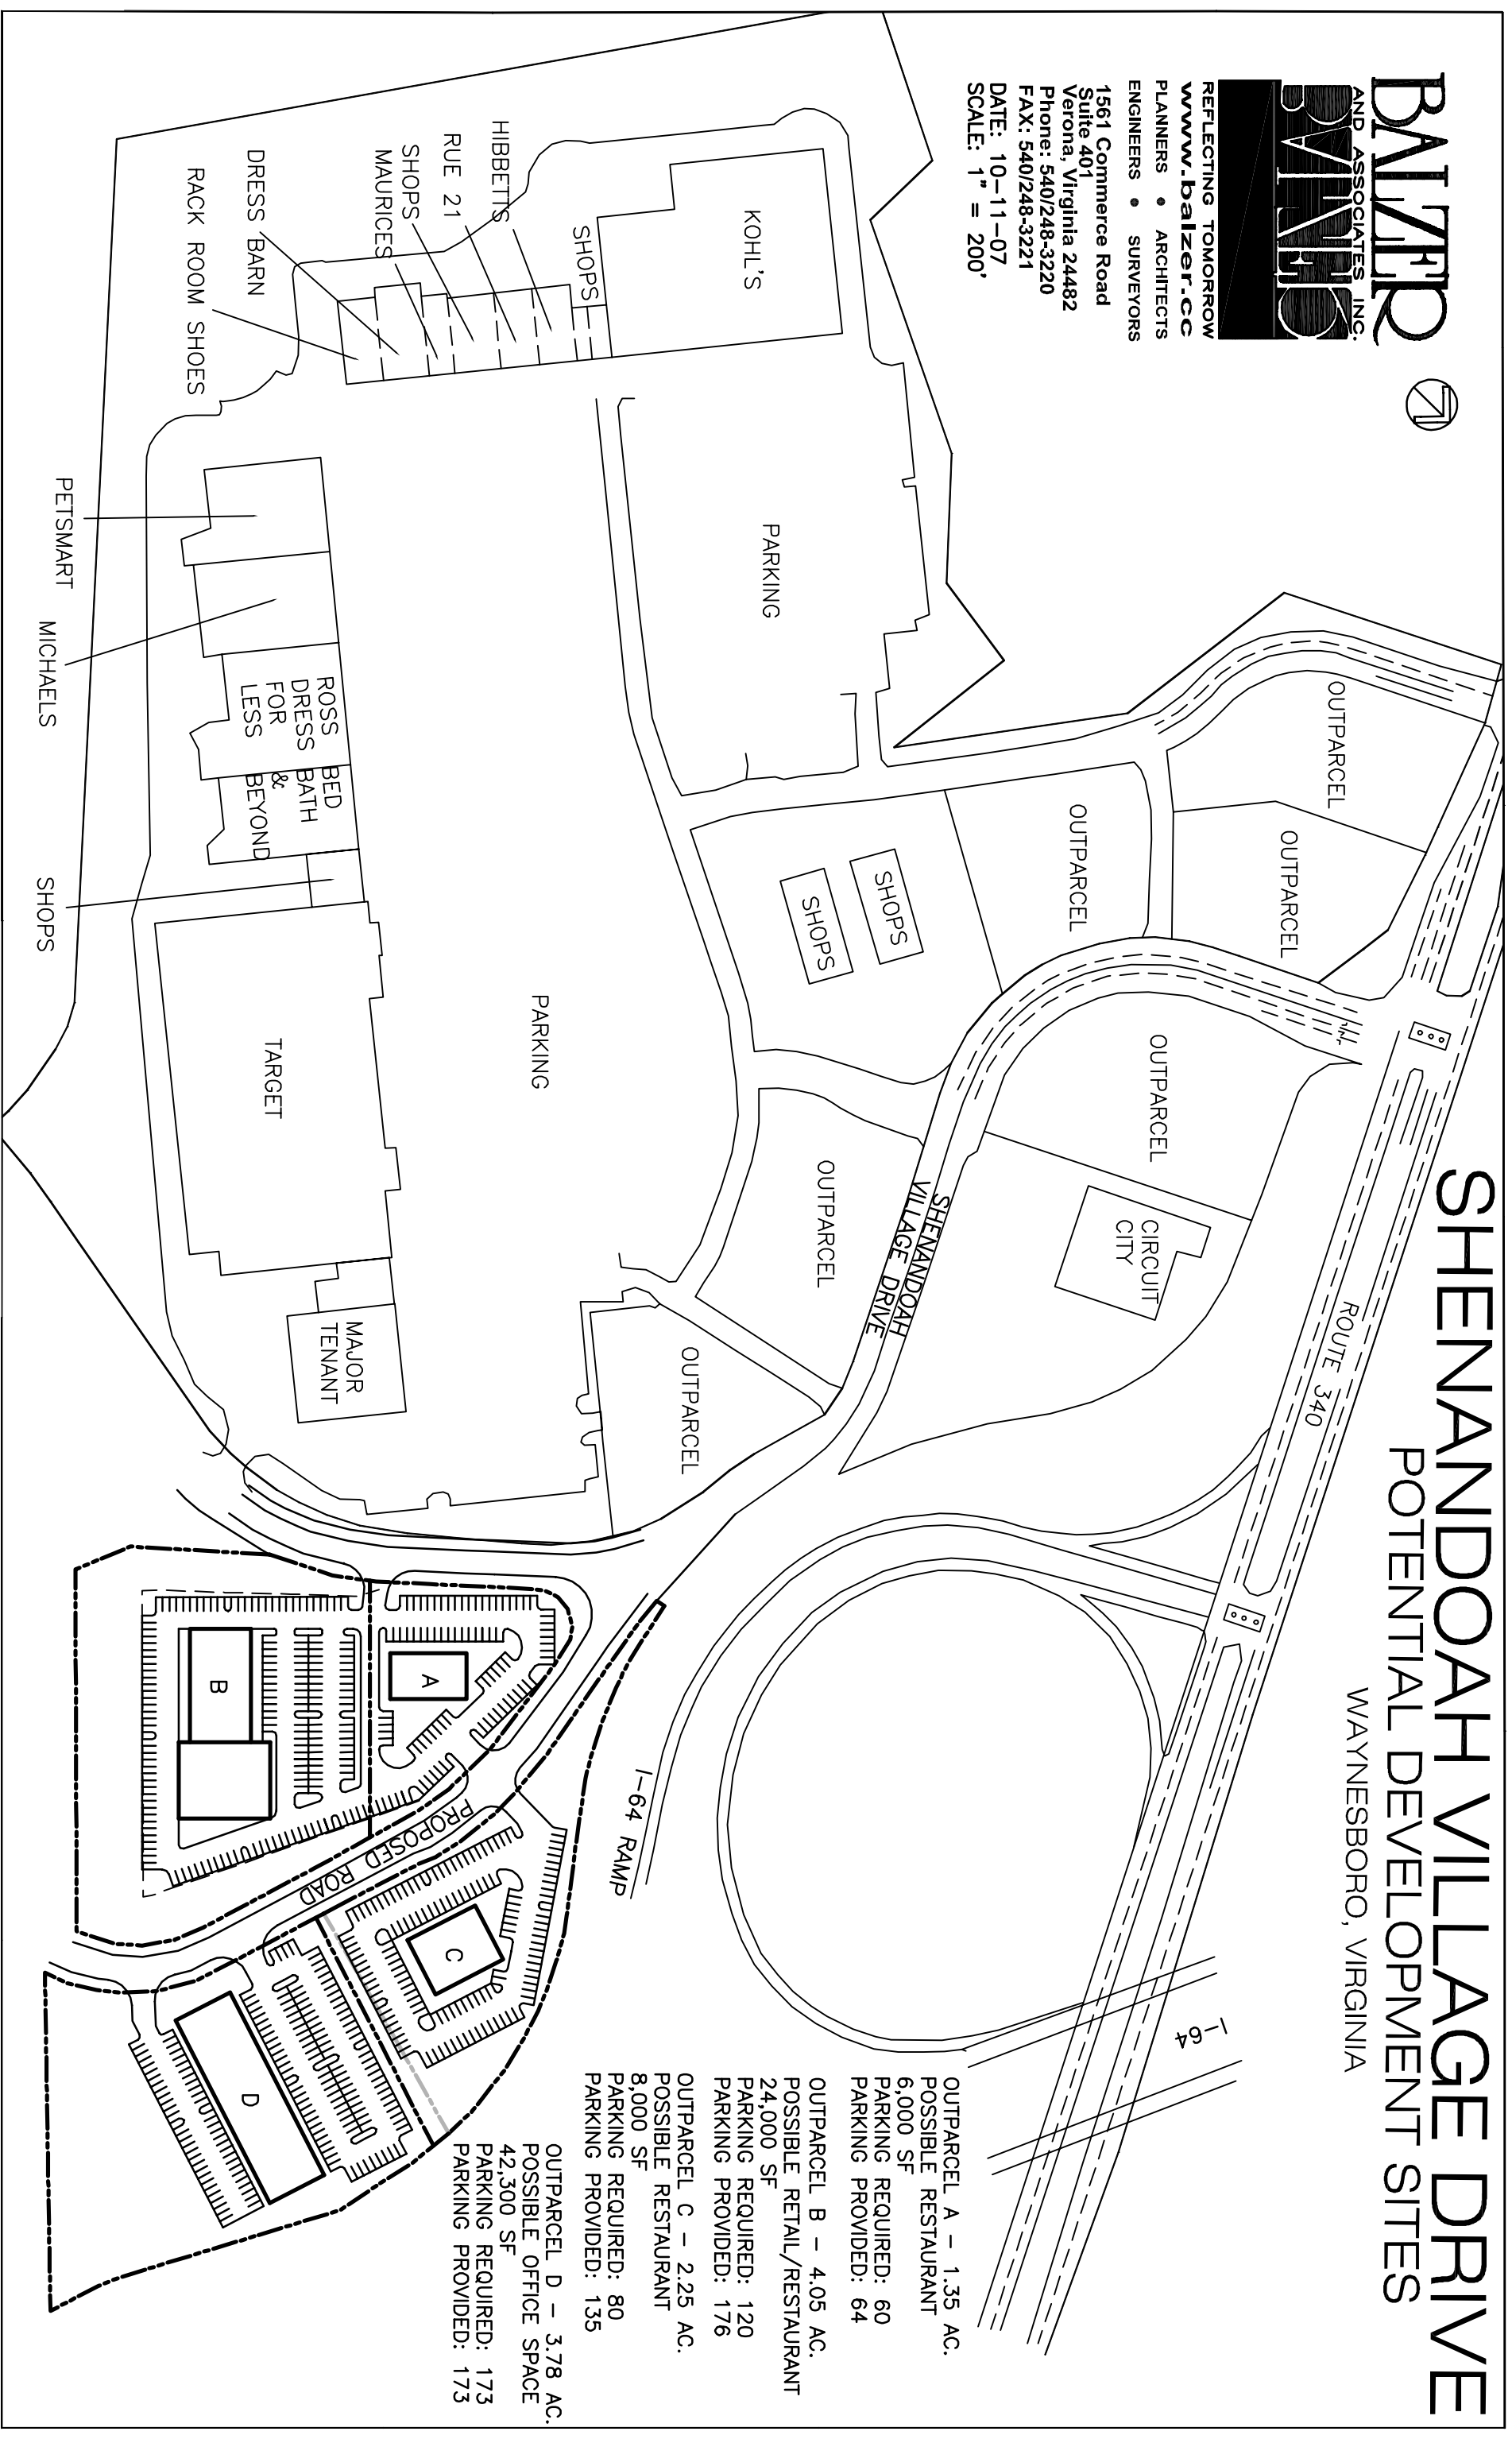 SHENANDOAH VILLAGE DRIVE
POTENTIAL DEVELOPMENT SITES
WAYNESBORO, VIRGINIA
BALZER
AND ASSOCIATES INC.
REFLECTING TOMORROW
www.balzer.cc
PLANNERS • ARCHITECTS
ENGINEERS • SURVEYORS
1561 Commerce Road
Suite 401
Verona, Virginia 24482
Phone: 540/248-3220
FAX: 540/248-3221
DATE: 10-11-07
SCALE: 1" = 200'
OUTPARCEL
OUTPARCEL
OUTPARCEL
OUTPARCEL
CIRCUIT
CITY
ROUTE 340
I-64
KOHL'S
PARKING
SHOPS
SHOPS
OUTPARCEL
SHENANDOAH
VILLAGE DRIVE
OUTPARCEL
I-64 RAMP
SHOPS
HIBBETTS
RUE 21
SHOPS
MAURICES
DRESS BARN
RACK ROOM SHOES
PARKING
PETSMART
MICHAELS
ROSS
DRESS
FOR
LESS
BED
BATH
&
BEYOND
SHOPS
TARGET
MAJOR
TENANT
A
B
PROPOSED ROAD
C
D
OUTPARCEL A - 1.35 AC.
POSSIBLE RESTAURANT
6,000 SF
PARKING REQUIRED: 60
PARKING PROVIDED: 64
OUTPARCEL B - 4.05 AC.
POSSIBLE RETAIL/RESTAURANT
24,000 SF
PARKING REQUIRED: 120
PARKING PROVIDED: 176
OUTPARCEL C - 2.25 AC.
POSSIBLE RESTAURANT
8,000 SF
PARKING REQUIRED: 80
PARKING PROVIDED: 135
OUTPARCEL D - 3.78 AC.
POSSIBLE OFFICE SPACE
42,300 SF
PARKING REQUIRED: 173
PARKING PROVIDED: 173